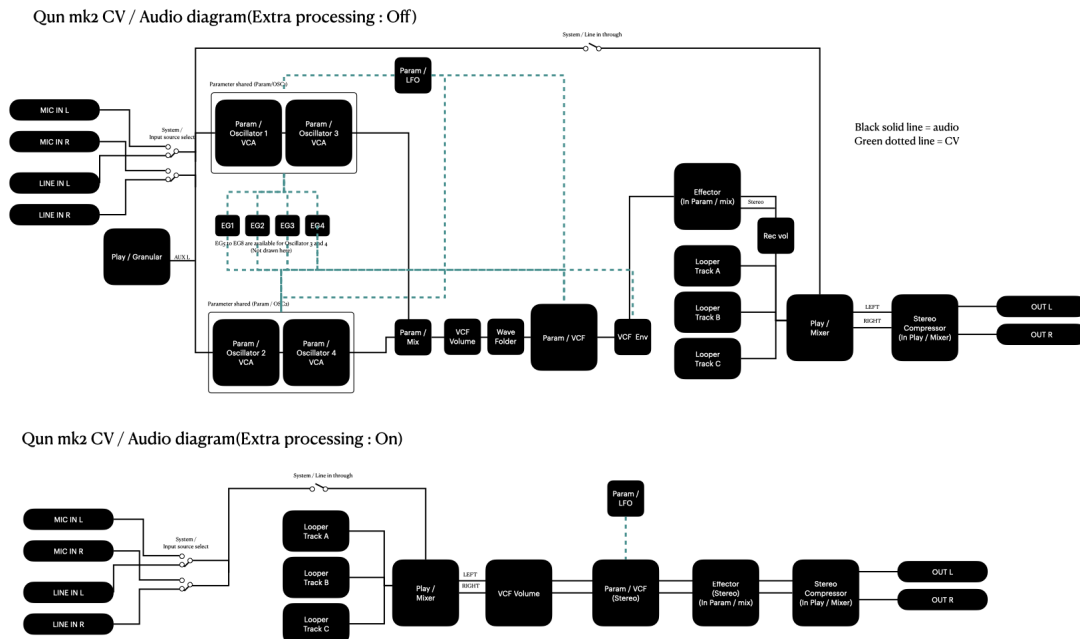 Qun mk2 CV / Audio diagram(Extra processing : Off)
System / Line in through
Param /
LFO
Parameter shared (Param/OSC1)
MIC IN L
MIC IN R
LINE IN L
LINE IN R
System /
Input source select
Param /
Oscillator 1
VCA
Param /
Oscillator 3
VCA
Black solid line = audio
Green dotted line = CV
Effector
(In Param / mix)
Stereo
Rec vol
EG1
EG2
EG3
EG4
EG5 to EG8 are available for Oscillator 3 and 4
(Not drawn here)
Play / Granular
AUX L
Looper
Track A
Looper
Track B
Looper
Track C
Parameter shared (Param / OSC2)
Param /
Oscillator 2
VCA
Param /
Oscillator 4
VCA
Param /
Mix
VCF
Volume
Wave
Folder
Param / VCF
VCF Env
Play /
Mixer
LEFT
RIGHT
Stereo
Compressor
(In Play / Mixer)
OUT L
OUT R
Qun mk2 CV / Audio diagram(Extra processing : On)
System / Line in through
MIC IN L
MIC IN R
LINE IN L
LINE IN R
System /
Input source select
Looper
Track A
Looper
Track B
Looper
Track C
Play /
Mixer
LEFT
RIGHT
VCF Volume
Param /
LFO
Param / VCF
(Stereo)
Effector
(Stereo)
(In Param / mix)
Stereo
Compressor
(In Play / Mixer)
OUT L
OUT R